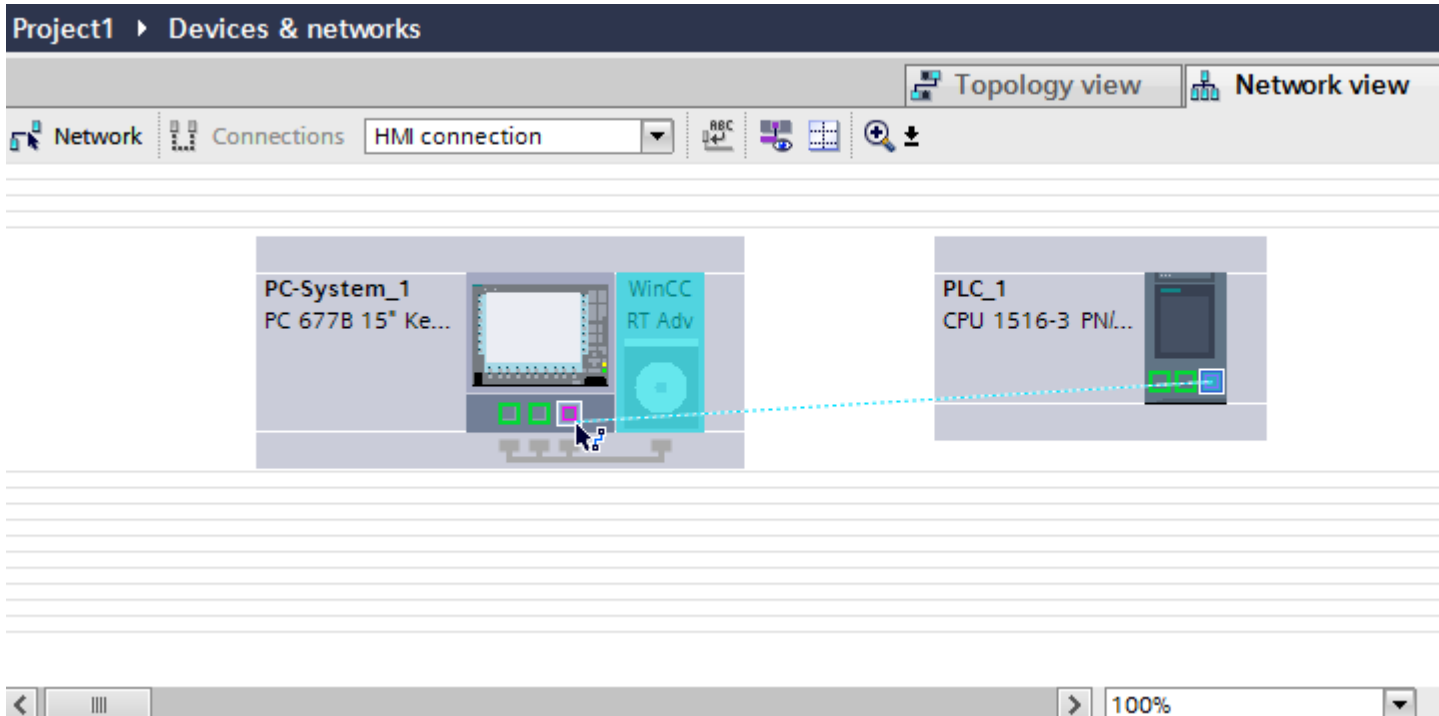 Project1 ▸ Devices & networks
Topology view
Network view
Network
Connections
HMI connection
ABC
PC-System_1
PC 677B 15" Ke...
WinCC
RT Adv
PLC_1
CPU 1516-3 PN/...
100%